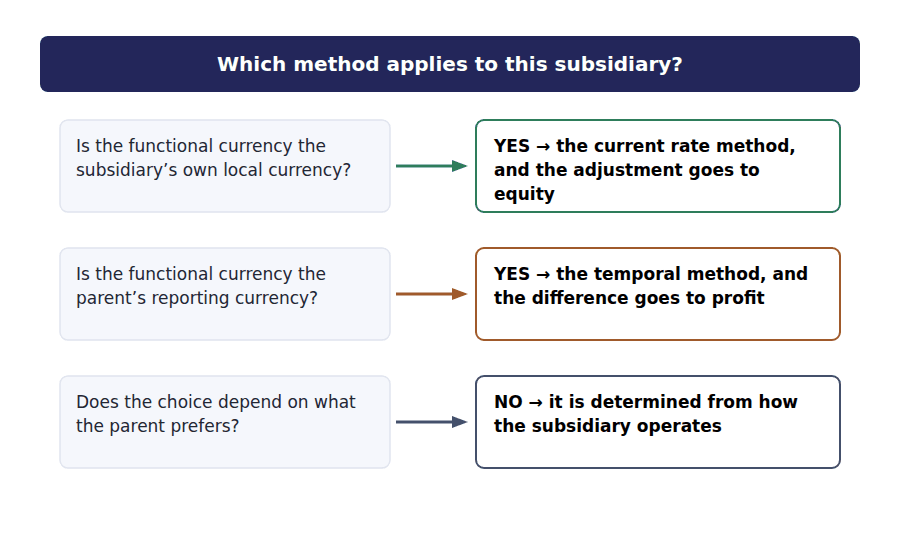 Which method applies to this subsidiary?
Is the functional currency the
subsidiary’s own local currency?
YES → the current rate method,
and the adjustment goes to
equity
Is the functional currency the
parent’s reporting currency?
YES → the temporal method, and
the difference goes to profit
Does the choice depend on what
the parent prefers?
NO → it is determined from how
the subsidiary operates